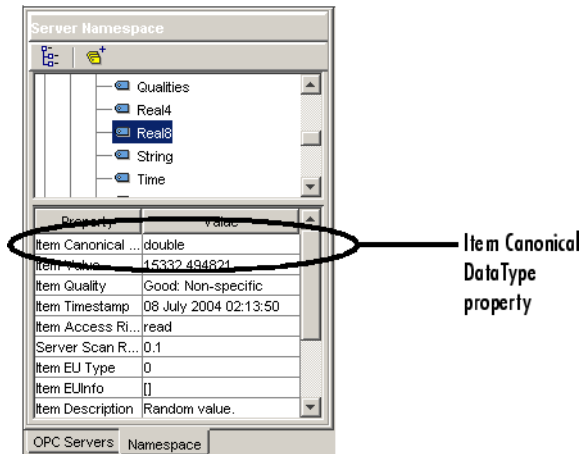 Server Namespace
Qualities
Real4
Real8
String
Time
Property Value
Item Canonical ... double
Item Value 15332.494821
Item Quality Good: Non-specific
Item Timestamp 08 July 2004 02:13:50
Item Access Ri... read
Server Scan R... 0.1
Item EU Type 0
Item EUInfo []
Item Description Random value.
OPC Servers Namespace
Item Canonical
DataType
property